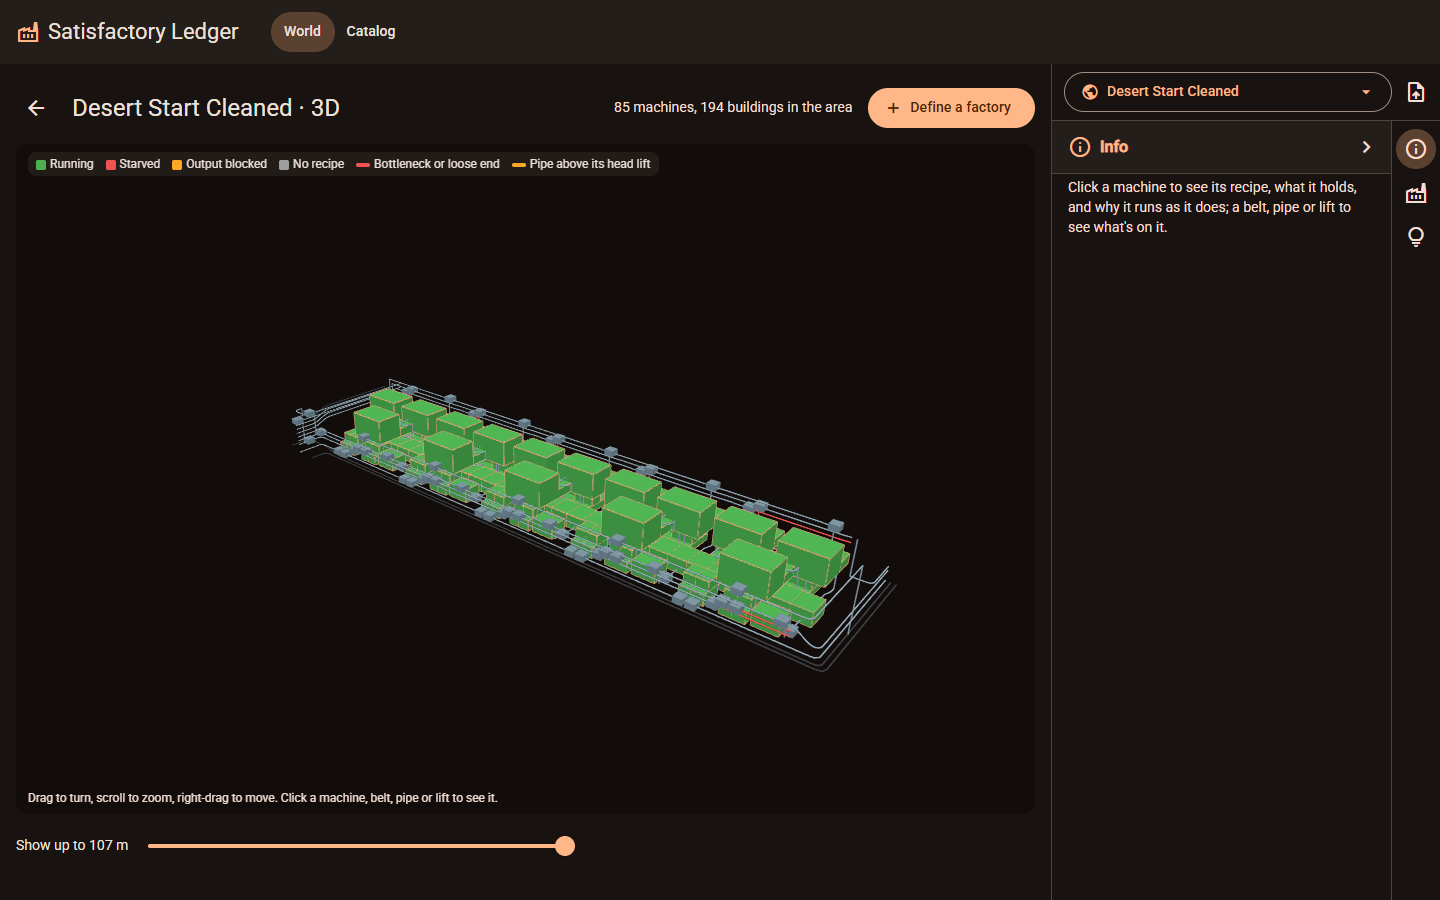 Satisfactory Ledger
World
Catalog
Desert Start Cleaned · 3D
85 machines, 194 buildings in the area
+ Define a factory
Desert Start Cleaned
Running
Starved
Output blocked
No recipe
Bottleneck or loose end
Pipe above its head lift
Info
Click a machine to see its recipe, what it holds,
and why it runs as it does; a belt, pipe or lift to
see what's on it.
Drag to turn, scroll to zoom, right-drag to move. Click a machine, belt, pipe or lift to see it.
Show up to 107 m